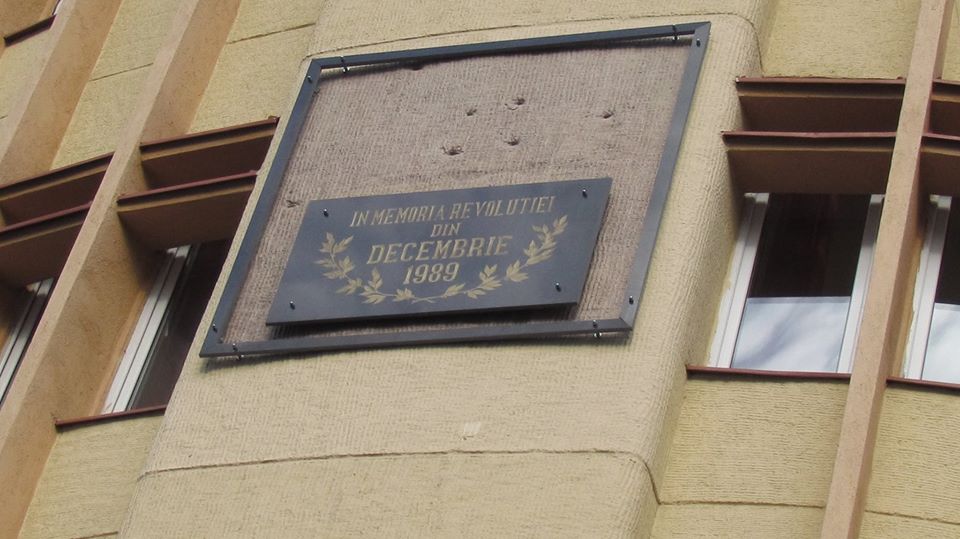 IN MEMORIA REVOLUTIEI
DIN
DECEMBRIE
1989